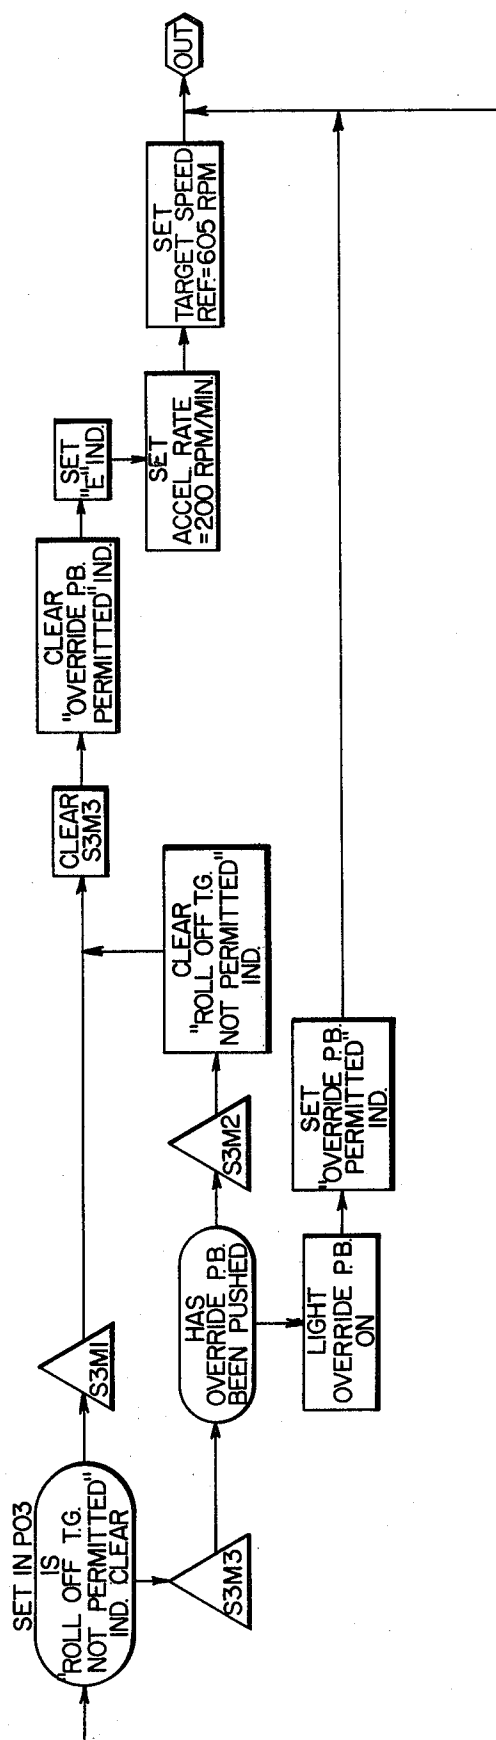 SET IN P03
IS
"ROLL OFF T.G.
NOT PERMITTED"
IND. CLEAR
S3M1
S3M3
HAS
OVERRIDE P.B.
BEEN PUSHED
S3M2
LIGHT
OVERRIDE P.B.
ON
SET
"OVERRIDE P.B.
PERMITTED"
IND.
CLEAR
"ROLL OFF T.G.
NOT PERMITTED"
IND.
CLEAR
S3M3
CLEAR
"OVERRIDE P.B.
PERMITTED" IND.
SET
"E" IND.
SET
ACCEL. RATE
=200 RPM/MIN.
SET
TARGET SPEED
REF.=605 RPM
OUT